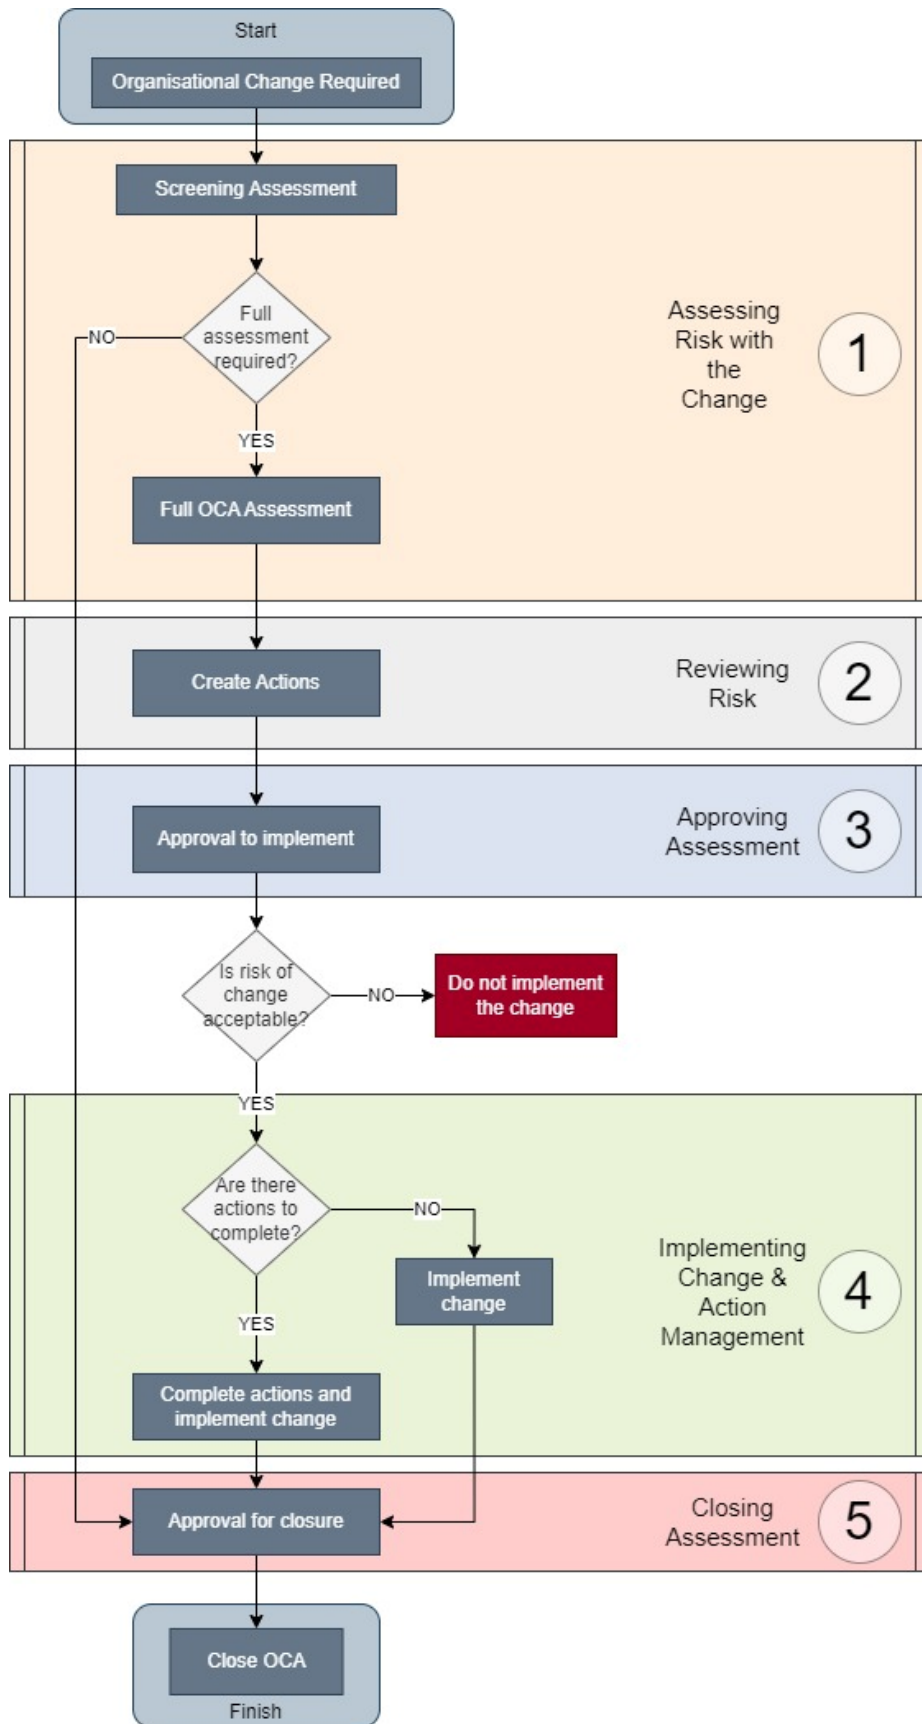 Start
Organisational Change Required
Screening Assessment
Full
assessment
required?
NO
YES
Full OCA Assessment
Assessing
Risk with
the
Change
1
Create Actions
Reviewing
Risk
2
Approval to implement
Approving
Assessment
3
Is risk of
change
acceptable?
NO
Do not implement
the change
YES
Are there
actions to
complete?
NO
Implement
change
YES
Complete actions and
implement change
Implementing
Change &
Action
Management
4
Approval for closure
Closing
Assessment
5
Close OCA
Finish